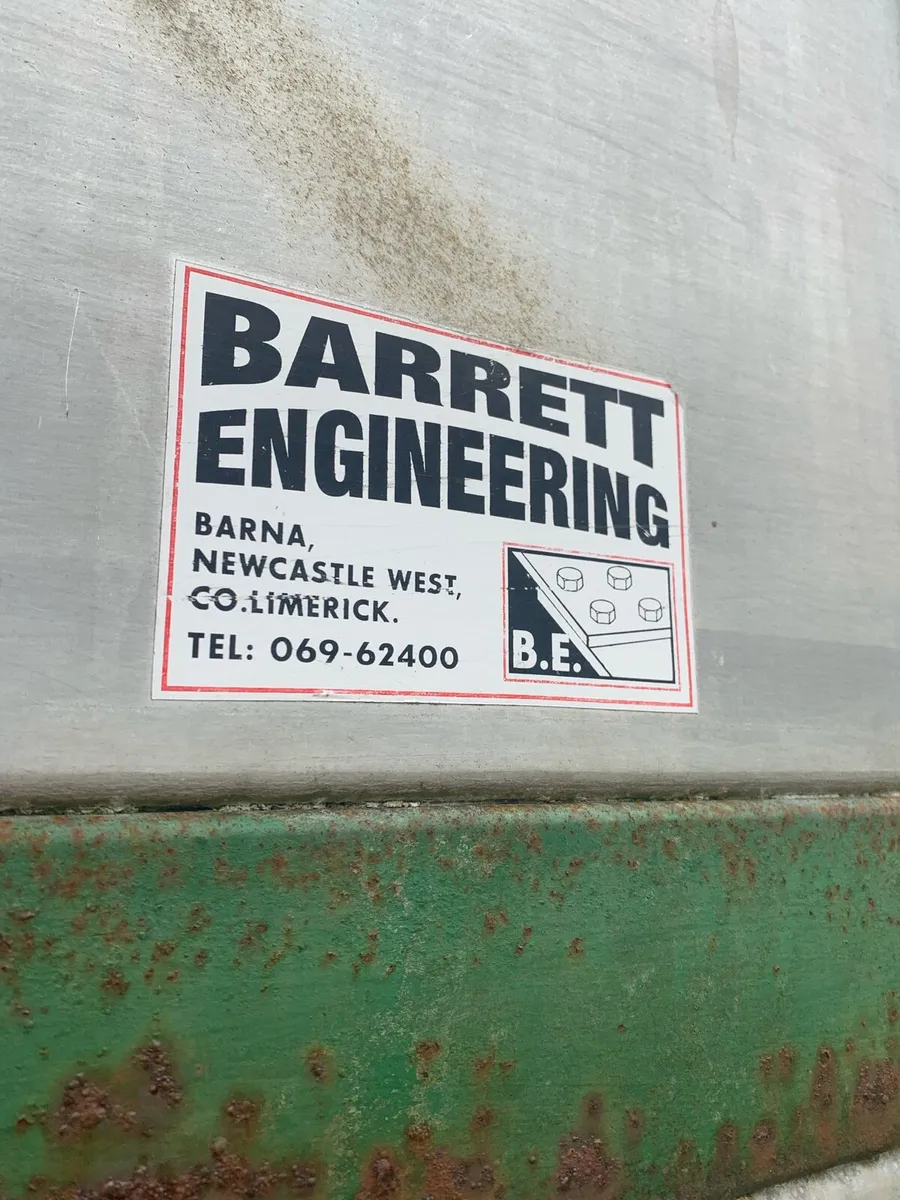 BARRETT
ENGINEERING
BARNA,
NEWCASTLE WEST,
CO.LIMERICK.
TEL: 069-62400
B.E.